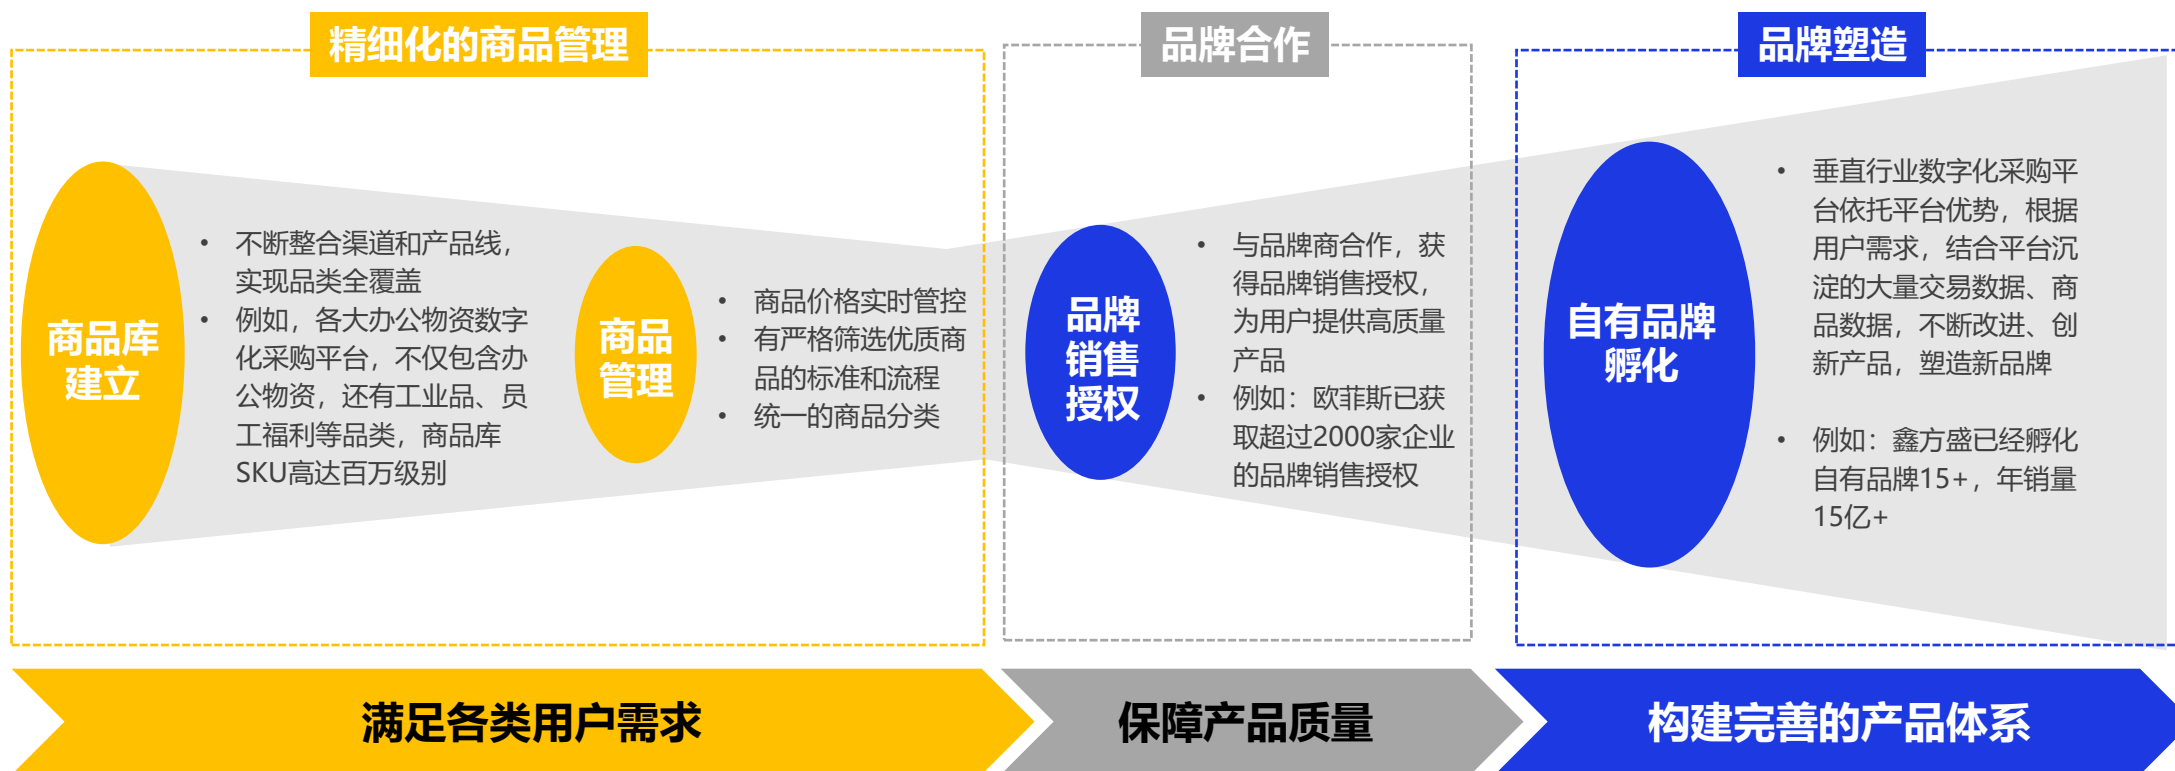 精细化的商品管理
品牌合作
品牌塑造
商品库
建立
• 不断整合渠道和产品线，
实现品类全覆盖
• 例如，各大办公物资数字
化采购平台，不仅包含办
公物资，还有工业品、员
工福利等品类，商品库
SKU高达百万级别
商品
管理
• 商品价格实时管控
• 有严格筛选优质商
品的标准和流程
• 统一的商品分类
品牌
销售
授权
• 与品牌商合作，获
得品牌销售授权，
为用户提供高质量
产品
• 例如：欧菲斯已获
取超过2000家企业
的品牌销售授权
自有品牌
孵化
• 垂直行业数字化采购平
台依托平台优势，根据
用户需求，结合平台沉
淀的大量交易数据、商
品数据，不断改进、创
新产品，塑造新品牌
• 例如：鑫方盛已经孵化
自有品牌15+，年销量
15亿+
满足各类用户需求
保障产品质量
构建完善的产品体系